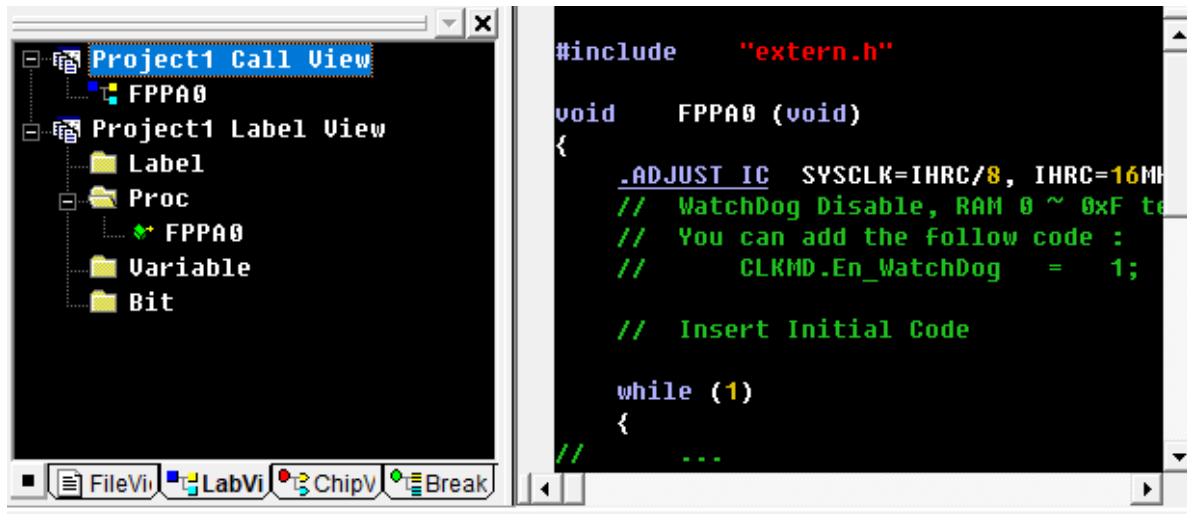 Project1 Call View
FPPA0
Project1 Label View
Label
Proc
FPPA0
Variable
Bit
FileVi
LabVi
ChipV
Break
#include "extern.h"
void FPPA0 (void)
{
.ADJUST_IC SYSCLK=IHRC/8, IHRC=16MH
// WatchDog Disable, RAM 0 ~ 0xF te
// You can add the follow code :
// CLKMD.En_WatchDog = 1;
// Insert Initial Code
while (1)
{
// ...